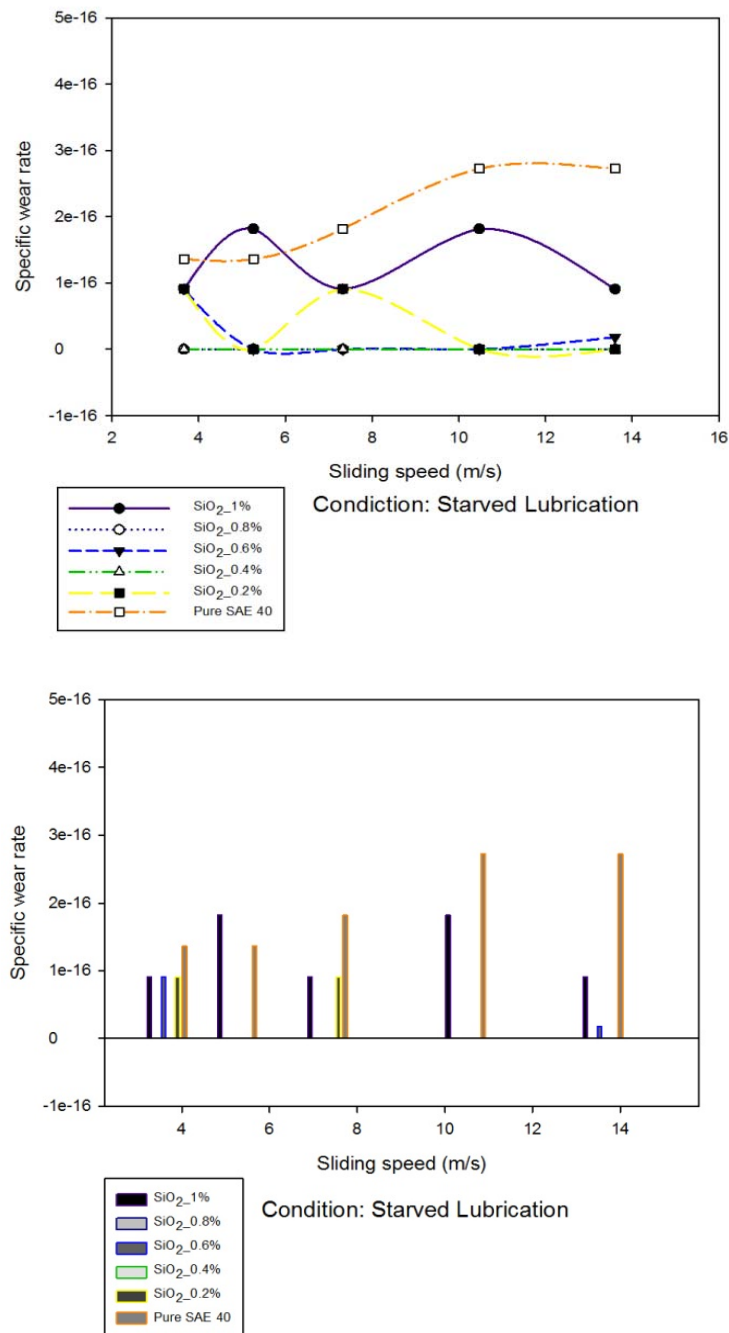 5e-16
4e-16
3e-16
2e-16
1e-16
0
-1e-16
Specific wear rate
2 4 6 8 10 12 14 16
Sliding speed (m/s)
Condiction: Starved Lubrication
SiO2_1%
SiO2_0.8%
SiO2_0.6%
SiO2_0.4%
SiO2_0.2%
Pure SAE 40
5e-16
4e-16
3e-16
2e-16
1e-16
0
-1e-16
Specific wear rate
4 6 8 10 12 14
Sliding speed (m/s)
Condition: Starved Lubrication
SiO2_1%
SiO2_0.8%
SiO2_0.6%
SiO2_0.4%
SiO2_0.2%
Pure SAE 40